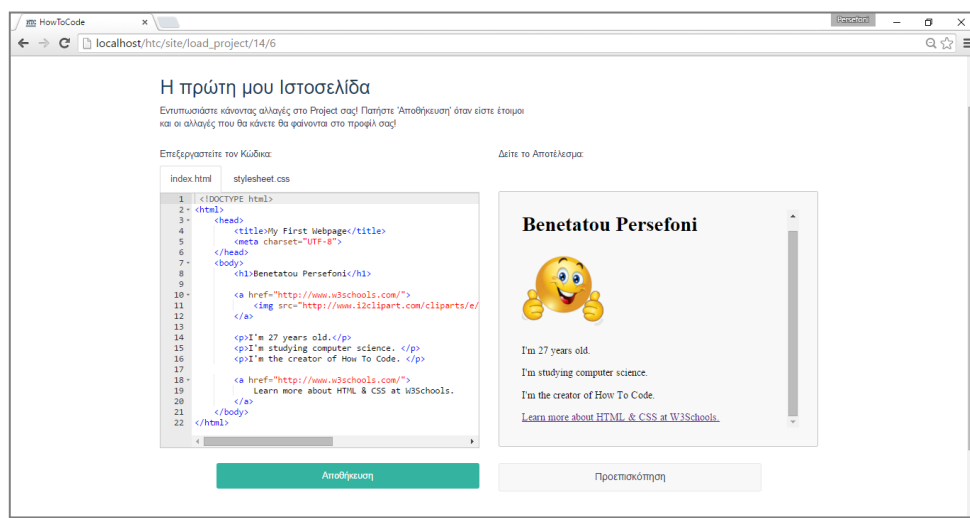 HowToCode
Persefoni
localhost/htc/site/load_project/14/6
Η πρώτη μου Ιστοσελίδα
Εντυπωσιάστε κάνοντας αλλαγές στο Project σας! Πατήστε 'Αποθήκευση' όταν είστε έτοιμοι
και οι αλλαγές που θα κάνετε θα φαίνονται στο προφίλ σας!
Επεξεργαστείτε τον Κώδικα:
index.html stylesheet.css
1 <!DOCTYPE html>
2 <html>
3 <head>
4 <title>My First Webpage</title>
5 <meta charset="UTF-8">
6 </head>
7 <body>
8 <h1>Benetatou Persefoni</h1>
9
10 <a href="http://www.w3schools.com/">
11 <img src="http://www.i2clipart.com/cliparts/e/
12 </a>
13
14 <p>I'm 27 years old.</p>
15 <p>I'm studying computer science. </p>
16 <p>I'm the creator of How To Code. </p>
17
18 <a href="http://www.w3schools.com/">
19 Learn more about HTML & CSS at W3Schools.
20 </a>
21 </body>
22 </html>
Αποθήκευση
Δείτε το Αποτέλεσμα:
Benetatou Persefoni
I'm 27 years old.
I'm studying computer science.
I'm the creator of How To Code.
Learn more about HTML & CSS at W3Schools.
Προεπισκόπηση